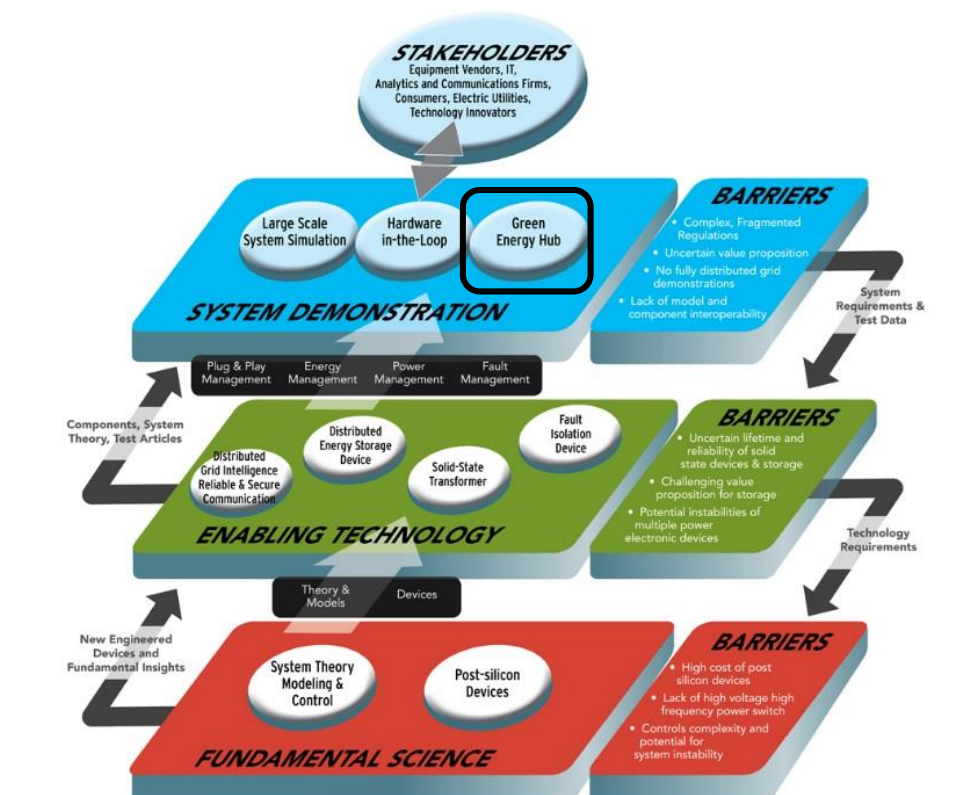 STAKEHOLDERS
Equipment Vendors, IT,
Analytics and Communications Firms,
Consumers, Electric Utilities,
Technology Innovators
Large Scale
System Simulation
Hardware
in-the-Loop
Green
Energy Hub
SYSTEM DEMONSTRATION
BARRIERS
• Complex, Fragmented
Regulations
• Uncertain value proposition
• No fully distributed grid
demonstrations
• Lack of model and
component interoperability
System
Requirements &
Test Data
Plug & Play
Management
Energy
Management
Power
Management
Fault
Management
Components, System
Theory, Test Articles
Distributed
Grid Intelligence
Reliable & Secure
Communication
Distributed
Energy Storage
Device
Solid-State
Transformer
Fault
Isolation
Device
ENABLING TECHNOLOGY
BARRIERS
• Uncertain lifetime and
reliability of solid
state devices & storage
• Challenging value
proposition for storage
• Potential instabilities of
multiple power
electronic devices
Technology
Requirements
Theory &
Models
Devices
New Engineered
Devices and
Fundamental Insights
System Theory
Modeling &
Control
Post-silicon
Devices
FUNDAMENTAL SCIENCE
BARRIERS
• High cost of post
silicon devices
• Lack of high voltage high
frequency power switch
• Controls complexity and
potential for
system instability